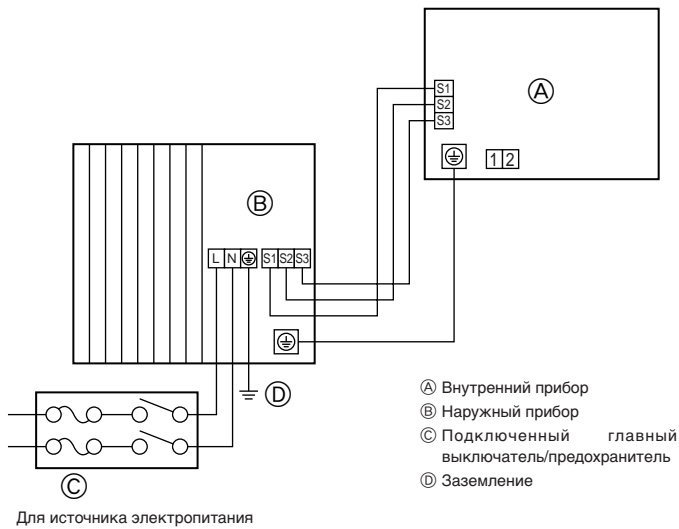 Ⓐ
S1
S2
S3
1 2
Ⓑ
L N S1 S2 S3
Ⓓ
Ⓒ
Для источника электропитания
Ⓐ Внутренний прибор
Ⓑ Наружный прибор
Ⓒ Подключенный главный
выключатель/предохранитель
Ⓓ Заземление